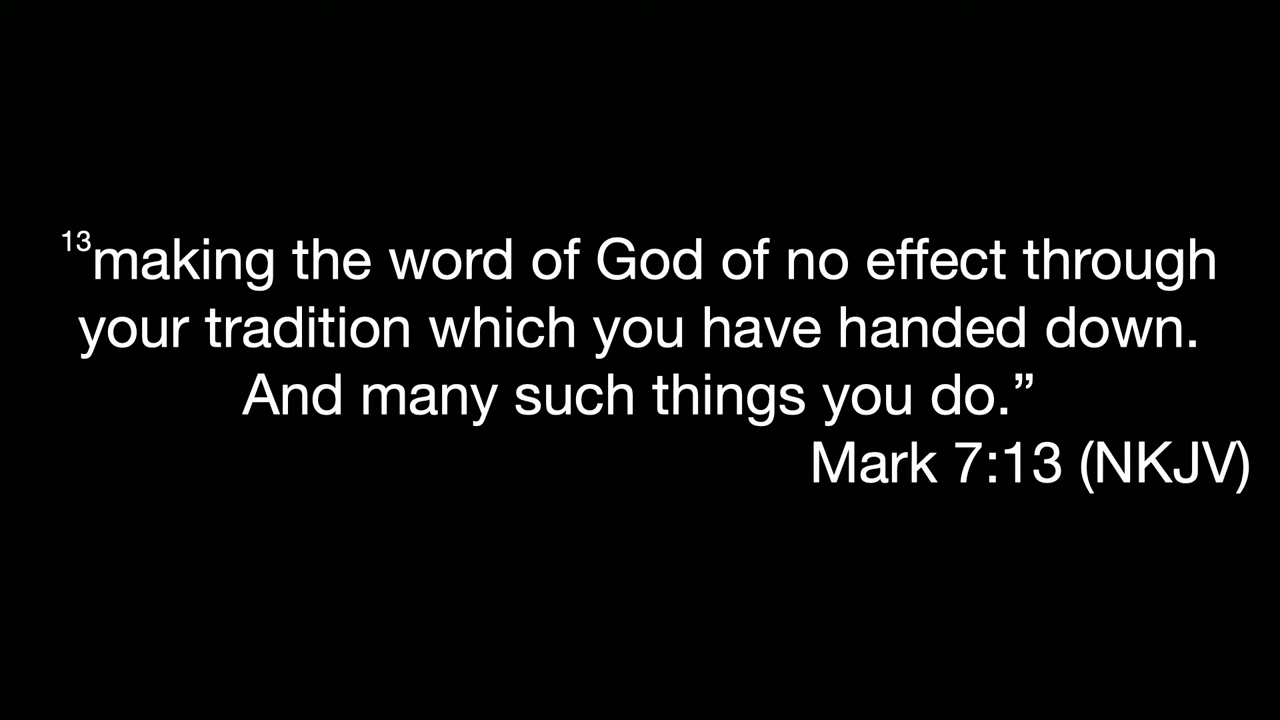 13making the word of God of no effect through
your tradition which you have handed down.
And many such things you do.”
Mark 7:13 (NKJV)